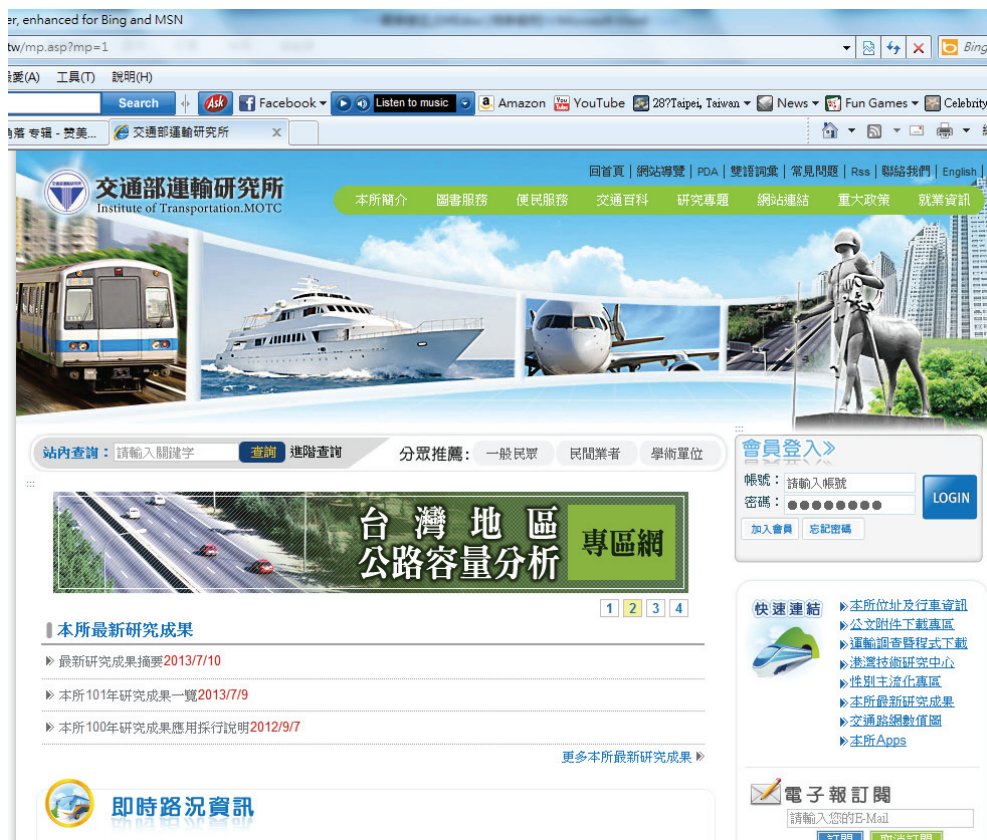 er, enhanced for Bing and MSN
tw/mp.asp?mp=1
Bing
愛(A) 工具(T) 說明(H)
Search Ask Facebook Listen to music Amazon YouTube 28?Taipei, Taiwan News Fun Games Celebrity
角落 专辑 - 赞美... 交通部運輸研究所 X
回首頁 | 網站導覽 | PDA | 雙語詞彙 | 常見問題 | Rss | 聯絡我們 | English
交通部運輸研究所
Institute of Transportation.MOTC
本所簡介 圖書服務 便民服務 交通百科 研究專題 網站連結 重大政策 就業資訊
站內查詢： 請輸入關鍵字 查詢 進階查詢 分眾推薦： 一般民眾 民間業者 學術單位
會員登入
帳號： 請輸入帳號
密碼： ●●●●●●●●
LOGIN
加入會員 忘記密碼
台灣地區
公路容量分析
專區網
1 2 3 4
本所最新研究成果
最新研究成果摘要2013/7/10
本所101年研究成果一覽2013/7/9
本所100年研究成果應用採行說明2012/9/7
更多本所最新研究成果
快速連結
本所位址及行車資訊
公文附件下載專區
運輸調查暨程式下載
港灣技術研究中心
性別主流化專區
本所最新研究成果
交通路網數值圖
本所Apps
即時路況資訊
電子報訂閱
請輸入您的E-Mail
訂閱 取消訂閱